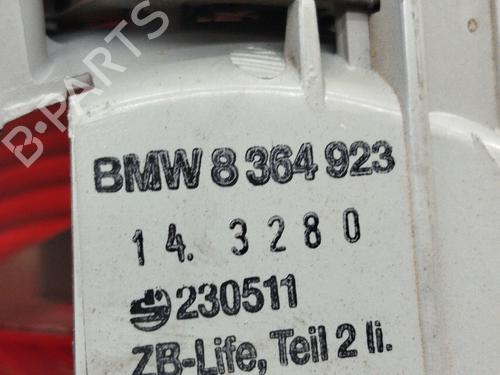 B-PARTS
BMW 8 364 923
14. 3280
230511
ZB-Life, Teil 2 li.